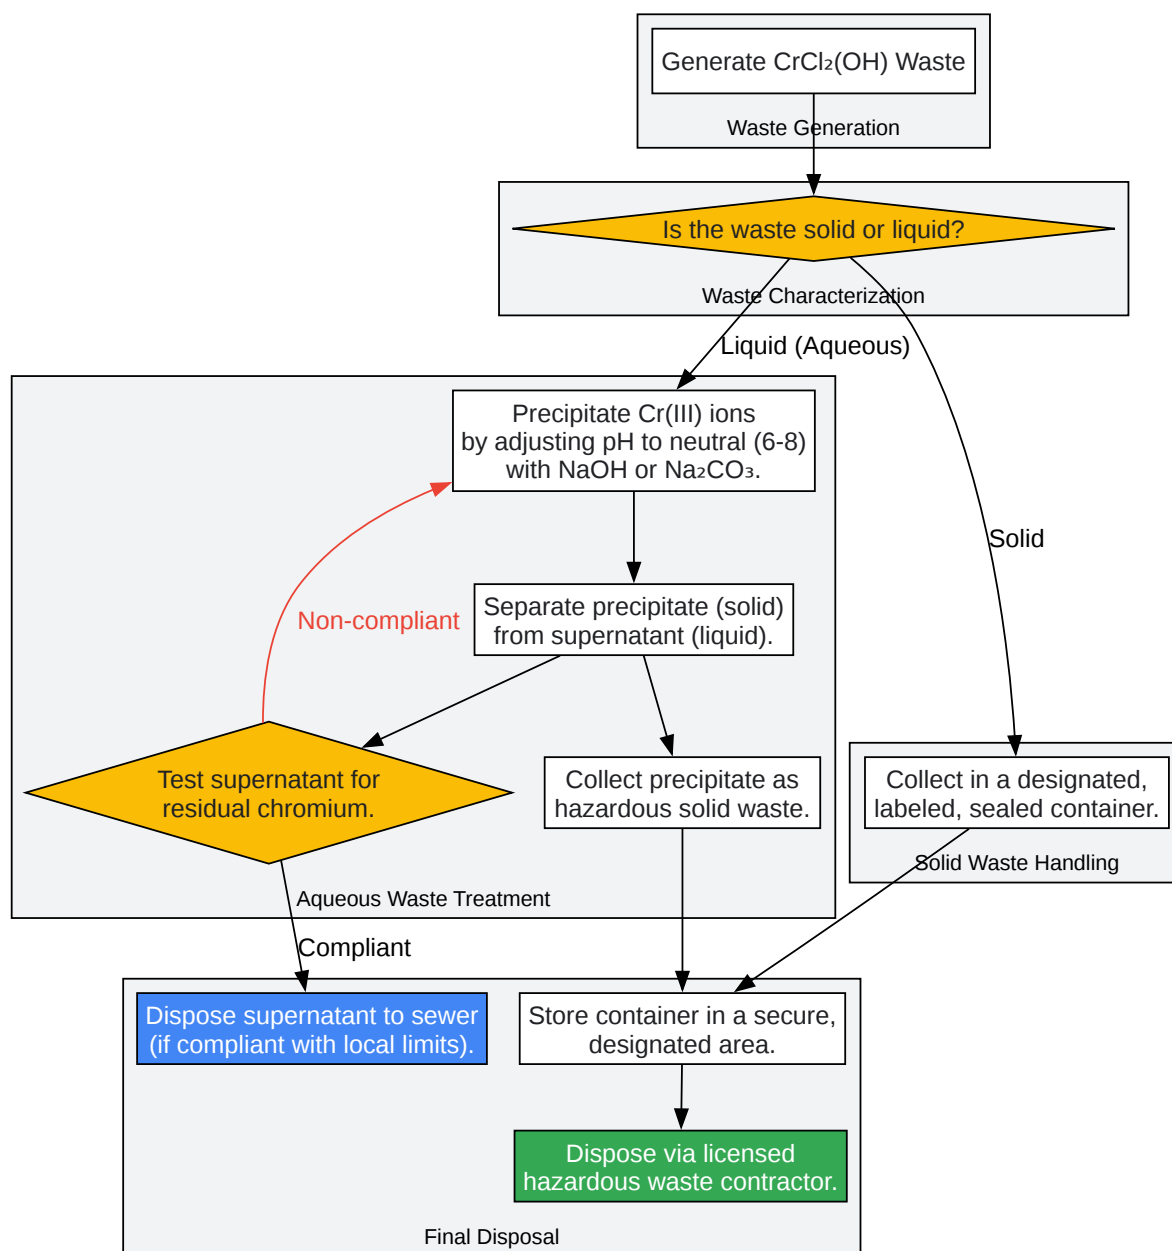 Generate CrCl₂(OH) Waste
Waste Generation
Is the waste solid or liquid?
Waste Characterization
Liquid (Aqueous)
Precipitate Cr(III) ions
by adjusting pH to neutral (6-8)
with NaOH or Na₂CO₃.
Solid
Separate precipitate (solid)
from supernatant (liquid).
Non-compliant
Test supernatant for
residual chromium.
Collect precipitate as
hazardous solid waste.
Collect in a designated,
labeled, sealed container.
Solid Waste Handling
Aqueous Waste Treatment
Compliant
Dispose supernatant to sewer
(if compliant with local limits).
Store container in a secure,
designated area.
Dispose via licensed
hazardous waste contractor.
Final Disposal